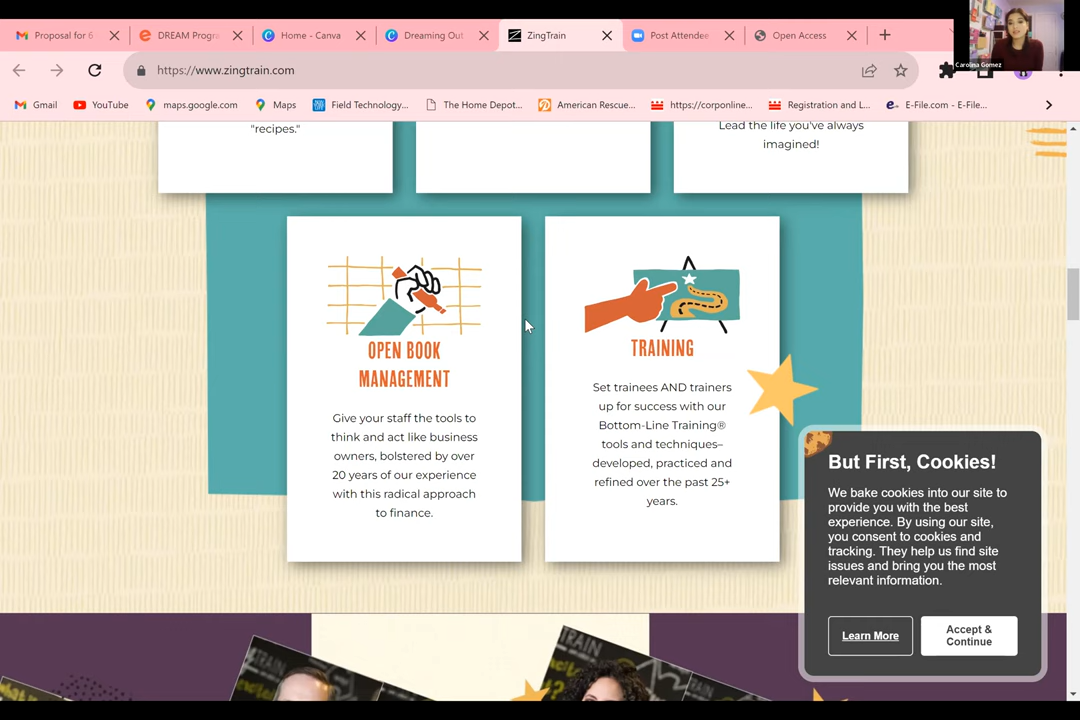 Proposal for 6
DREAM Progra
Home - Canva
Dreaming Out
ZingTrain
Post Attendee
Open Access
Carolina Gomez
https://www.zingtrain.com
Gmail
YouTube
maps.google.com
Maps
Field Technology...
The Home Depot...
American Rescue...
https://corponline...
Registration and L...
E-File.com - E-File...
"recipes."
Lead the life you've always
imagined!
OPEN BOOK
MANAGEMENT
Give your staff the tools to
think and act like business
owners, bolstered by over
20 years of our experience
with this radical approach
to finance.
TRAINING
Set trainees AND trainers
up for success with our
Bottom-Line Training®
tools and techniques–
developed, practiced and
refined over the past 25+
years.
But First, Cookies!
We bake cookies into our site to
provide you with the best
experience. By using our site,
you consent to cookies and
tracking. They help us find site
issues and bring you the most
relevant information.
Learn More
Accept &
Continue